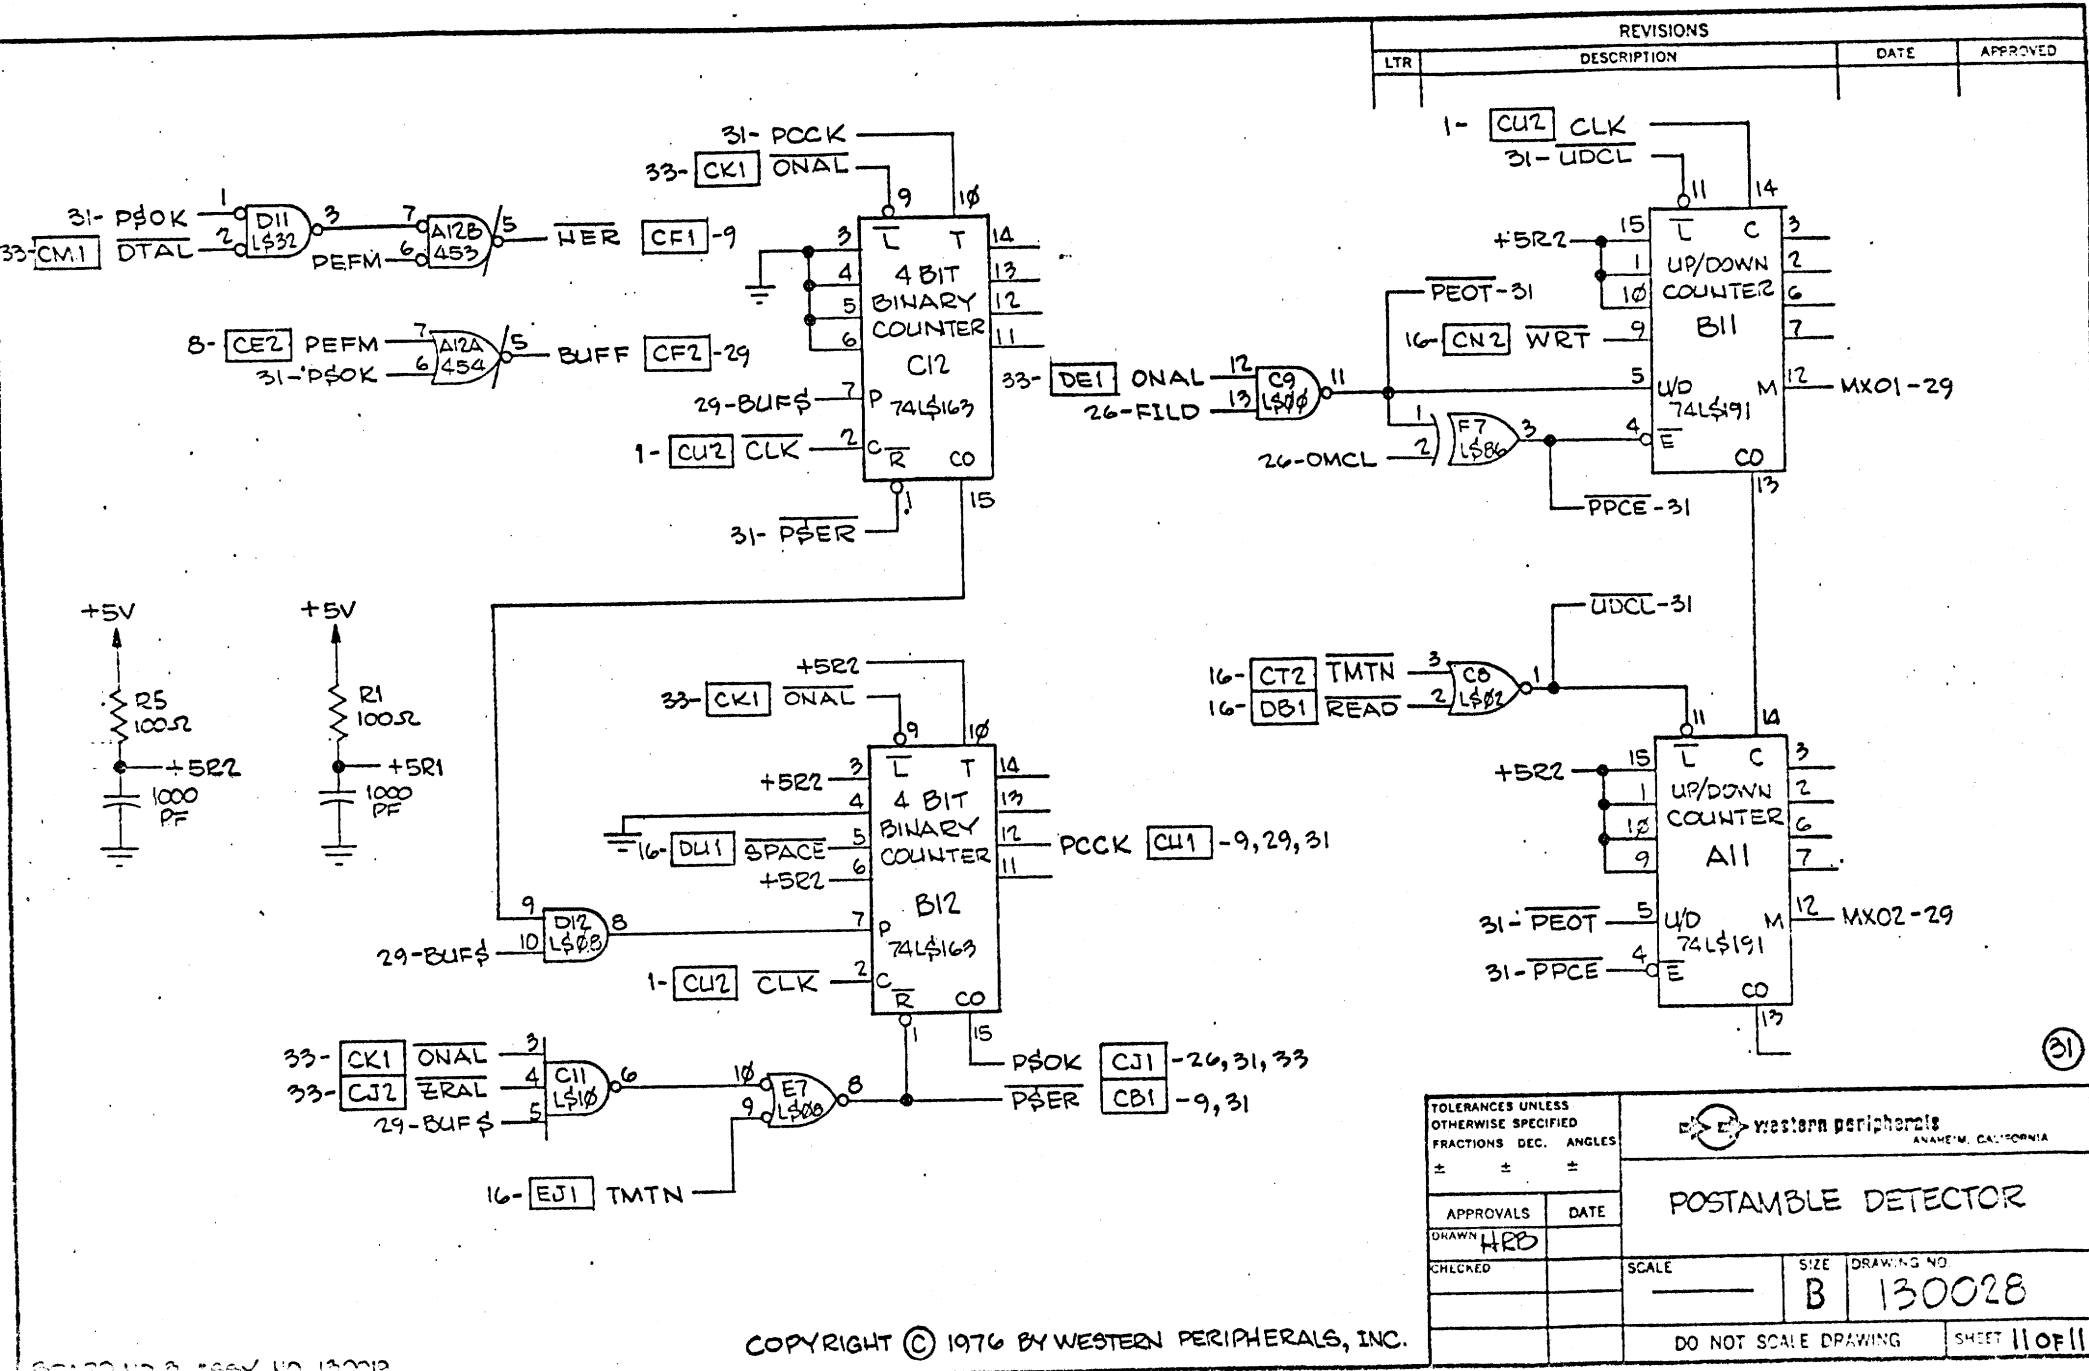 REVISIONS
LTR DESCRIPTION DATE APPROVED
31- PCCK
33- CK1 ONAL
9 10
31- PSOK 1
D11 LS32 3
33- CM1 DTAL 2
7 A12B 453 5 HER CF1 -9
PEFM 6
8- CE2 PEFM 7
A12A 454 5 BUFF CF2 -29
31- PSOK 6
3 L T 14
4 4 BIT 13
5 BINARY 12
6 COUNTER 11
C12
29-BUFS 7 P 74LS163
1- CU2 CLK 2 C R CO
1 15
31- PSER
1- CU2 CLK
31- UDCL
11 14
+5R2 15 L C 3
1 UP/DOWN 2
10 COUNTER 6
16- CN2 WRT 9 B11 7
PEOT-31
33- DE1 ONAL 12 C9 LS00 11
26-FILD 13
5 U/D M 12 MX01-29
74LS191
1 F7 LS86 3
26-OMCL 2
4 E CO
13
PPCE-31
+5V
R5
100Ω
+5R2
1000
PF
+5V
R1
100Ω
+5R1
1000
PF
+5R2
33- CK1 ONAL
9 10
+5R2 3 L T 14
4 4 BIT 13
16- DU1 SPACE 5 BINARY 12 PCCK CU1 -9,29,31
COUNTER
+5R2 6 11
B12
9 D12 LS08 8 7 P
29-BUFS 10 74LS163
1- CU2 CLK 2 C R CO
1 15
33- CK1 ONAL 3
33- CJ2 ZRAL 4 C11 LS10 6
29-BUFS 5
10 E7 LS08 8
9
16- EJ1 TMTN
PSOK CJ1 -26,31,33
PSER CB1 -9,31
UDCL-31
16- CT2 TMTN 3
16- DB1 READ 2 C8 LS02 1
11 14
+5R2 15 L C 3
1 UP/DOWN 2
10 COUNTER 6
9 A11 7
31- PEOT 5 U/D M 12 MX02-29
74LS191
31- PPCE 4 E CO
13
31
TOLERANCES UNLESS
OTHERWISE SPECIFIED
FRACTIONS DEC. ANGLES
± ± ±
western peripherals
ANAHEIM, CALIFORNIA
POSTAMBLE DETECTOR
APPROVALS DATE
DRAWN HRB
CHECKED
SCALE
SIZE B
DRAWING NO. 130028
DO NOT SCALE DRAWING SHEET 11 OF 11
COPYRIGHT © 1976 BY WESTERN PERIPHERALS, INC.